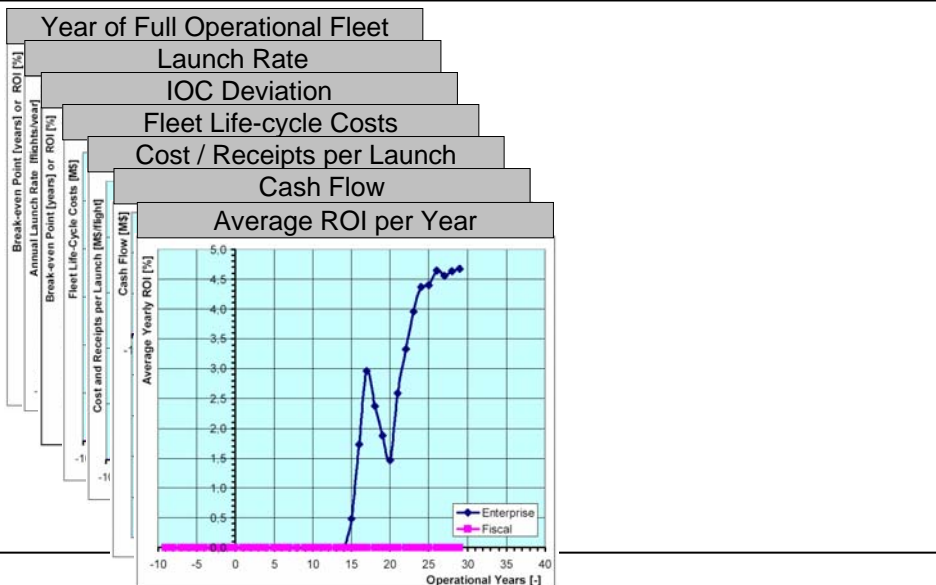 Year of Full Operational Fleet
Launch Rate
IOC Deviation
Fleet Life-cycle Costs
Cost / Receipts per Launch
Cash Flow
Average ROI per Year
Break-even Point [years] or ROI [%]
Annual Launch Rate [flights/year]
Break-even Point [years] or ROI [%]
Fleet Life-Cycle Costs [M$]
Cost and Receipts per Launch [M$/flight]
Cash Flow [M$]
Average Yearly ROI [%]
5,0
4,5
4,0
3,5
3,0
2,5
2,0
1,5
1,0
0,5
0,0
-10 -5 0 5 10 15 20 25 30 35 40
Operational Years [-]
Enterprise
Fiscal